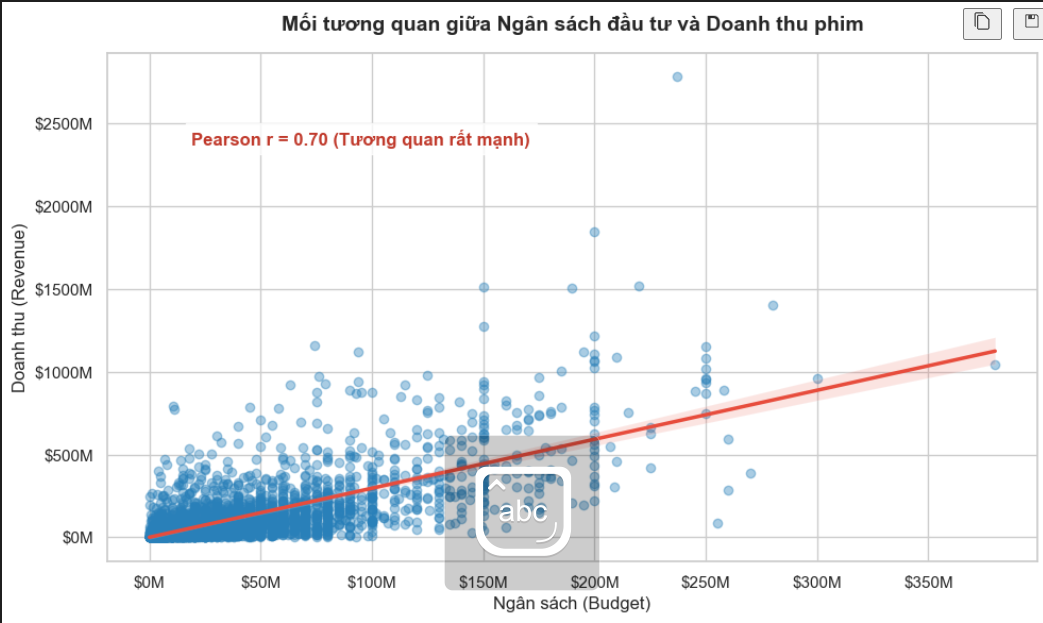 Mối tương quan giữa Ngân sách đầu tư và Doanh thu phim
Pearson r = 0.70 (Tương quan rất mạnh)
Doanh thu (Revenue)
$2500M
$2000M
$1500M
$1000M
$500M
$0M
abc
$0M $50M $100M $150M $200M $250M $300M $350M
Ngân sách (Budget)